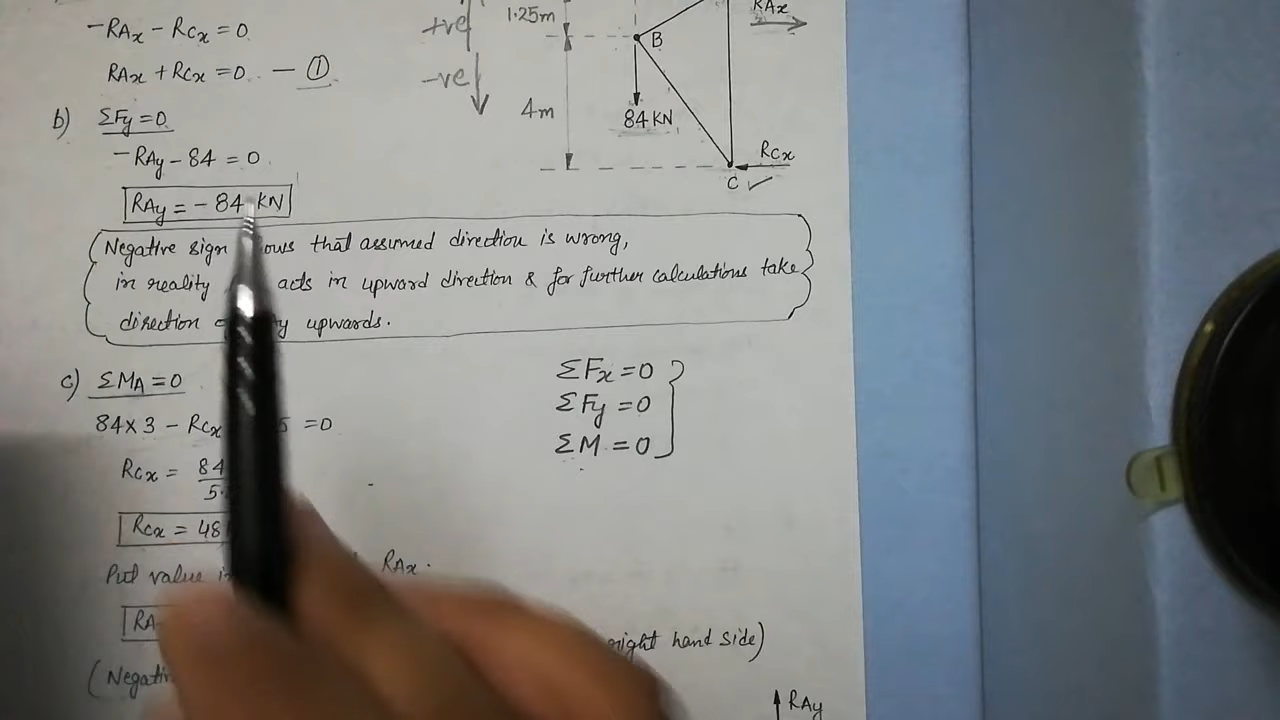 -RAx - RCx = 0
RAx + RCx = 0 — ①
b) ΣFy = 0
-RAy - 84 = 0
RAy = - 84 KN
Negative sign that assumed direction is wrong,
in reality acts in upward direction & for further calculations take
direction upwards.
c) ΣMA = 0
84 x 3 - RCx = 0
RCx = 84
RCx = 48
Put value RAx.
right hand side)
+ve
-ve
1.25m
4m
B
84 KN
RAx
RCx
C ✓
ΣFx = 0
ΣFy = 0
ΣM = 0
RAy